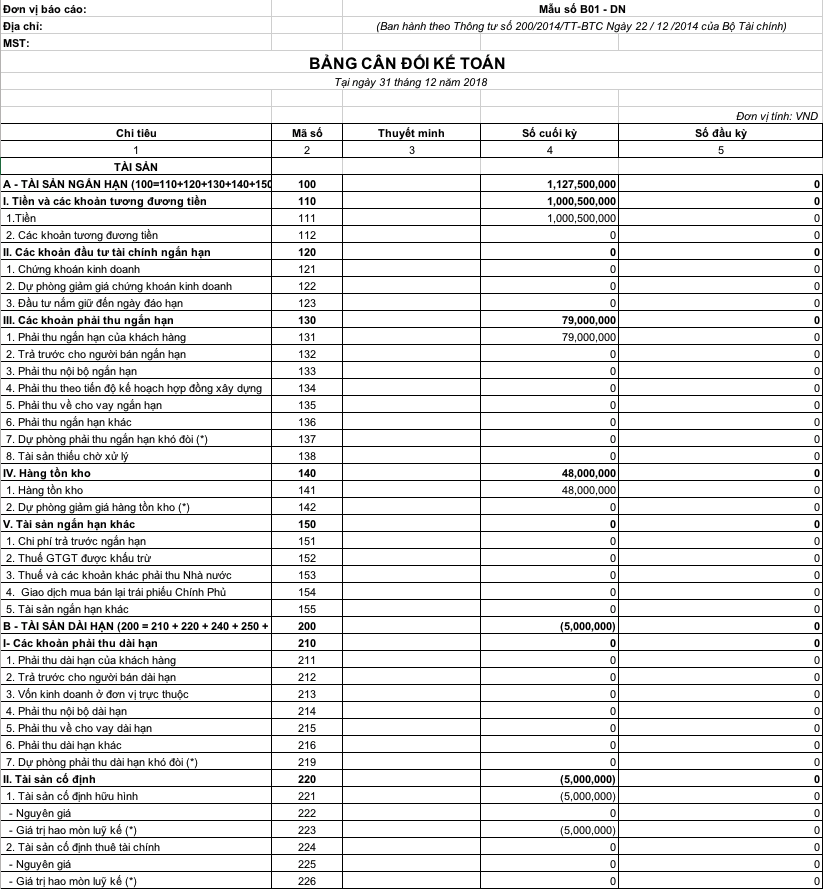 Đơn vị báo cáo: Mẫu số B01 - DN
Địa chỉ: (Ban hành theo Thông tư số 200/2014/TT-BTC Ngày 22 / 12 /2014 của Bộ Tài chính)
MST:
BẢNG CÂN ĐỐI KẾ TOÁN
Tại ngày 31 tháng 12 năm 2018
Đơn vị tính: VND
Chỉ tiêu Mã số Thuyết minh Số cuối kỳ Số đầu kỳ
1 2 3 4 5
TÀI SẢN
A - TÀI SẢN NGẮN HẠN (100=110+120+130+140+150 100 1,127,500,000 0
I. Tiền và các khoản tương đương tiền 110 1,000,500,000 0
1.Tiền 111 1,000,500,000 0
2. Các khoản tương đương tiền 112 0 0
II. Các khoản đầu tư tài chính ngắn hạn 120 0 0
1. Chứng khoán kinh doanh 121 0 0
2. Dự phòng giảm giá chứng khoán kinh doanh 122 0 0
3. Đầu tư nắm giữ đến ngày đáo hạn 123 0 0
III. Các khoản phải thu ngắn hạn 130 79,000,000 0
1. Phải thu ngắn hạn của khách hàng 131 79,000,000 0
2. Trả trước cho người bán ngắn hạn 132 0 0
3. Phải thu nội bộ ngắn hạn 133 0 0
4. Phải thu theo tiến độ kế hoạch hợp đồng xây dựng 134 0 0
5. Phải thu về cho vay ngắn hạn 135 0 0
6. Phải thu ngắn hạn khác 136 0 0
7. Dự phòng phải thu ngắn hạn khó đòi (*) 137 0 0
8. Tài sản thiếu chờ xử lý 138 0 0
IV. Hàng tồn kho 140 48,000,000 0
1. Hàng tồn kho 141 48,000,000 0
2. Dự phòng giảm giá hàng tồn kho (*) 142 0 0
V. Tài sản ngắn hạn khác 150 0 0
1. Chi phí trả trước ngắn hạn 151 0 0
2. Thuế GTGT được khấu trừ 152 0 0
3. Thuế và các khoản khác phải thu Nhà nước 153 0 0
4. Giao dịch mua bán lại trái phiếu Chính Phủ 154 0 0
5. Tài sản ngắn hạn khác 155 0 0
B - TÀI SẢN DÀI HẠN (200 = 210 + 220 + 240 + 250 + 200 (5,000,000) 0
I- Các khoản phải thu dài hạn 210 0 0
1. Phải thu dài hạn của khách hàng 211 0 0
2. Trả trước cho người bán dài hạn 212 0 0
3. Vốn kinh doanh ở đơn vị trực thuộc 213 0 0
4. Phải thu nội bộ dài hạn 214 0 0
5. Phải thu về cho vay dài hạn 215 0 0
6. Phải thu dài hạn khác 216 0 0
7. Dự phòng phải thu dài hạn khó đòi (*) 219 0 0
II. Tài sản cố định 220 (5,000,000) 0
1. Tài sản cố định hữu hình 221 (5,000,000) 0
- Nguyên giá 222 0 0
- Giá trị hao mòn luỹ kế (*) 223 (5,000,000) 0
2. Tài sản cố định thuê tài chính 224 0 0
- Nguyên giá 225 0 0
- Giá trị hao mòn luỹ kế (*) 226 0 0